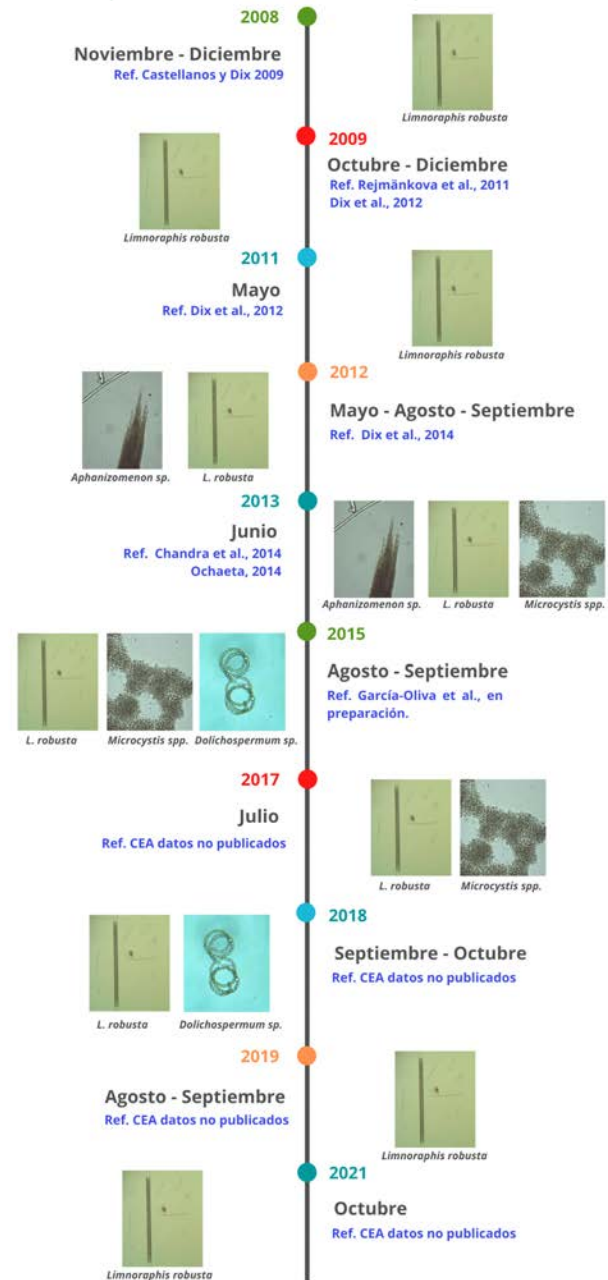 2008
Noviembre - Diciembre
Ref. Castellanos y Dix 2009
Limnoraphis robusta
2009
Octubre - Diciembre
Ref. Rejmänkova et al., 2011
Dix et al., 2012
Limnoraphis robusta
2011
Mayo
Ref. Dix et al., 2012
Limnoraphis robusta
2012
Mayo - Agosto - Septiembre
Ref. Dix et al., 2014
Aphanizomenon sp.
L. robusta
2013
Junio
Ref. Chandra et al., 2014
Ochaeta, 2014
Aphanizomenon sp.
L. robusta
Microcystis spp.
2015
Agosto - Septiembre
Ref. García-Oliva et al., en
preparación.
L. robusta
Microcystis spp.
Dolichospermum sp.
2017
Julio
Ref. CEA datos no publicados
L. robusta
Microcystis spp.
2018
Septiembre - Octubre
Ref. CEA datos no publicados
L. robusta
Dolichospermum sp.
2019
Agosto - Septiembre
Ref. CEA datos no publicados
Limnoraphis robusta
2021
Octubre
Ref. CEA datos no publicados
Limnoraphis robusta